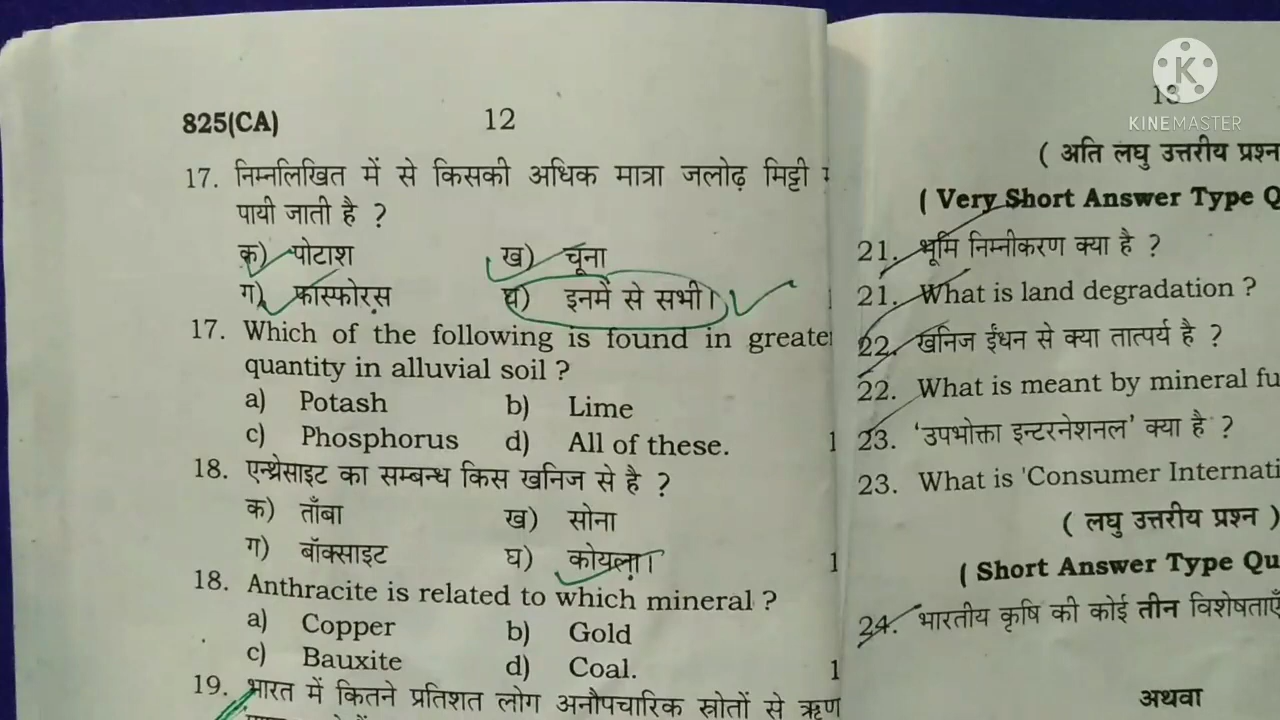 825(CA)
12
17. निम्नलिखित में से किसकी अधिक मात्रा जलोढ़ मिट्टी
पायी जाती है ?
क) पोटाश ख) चूना
ग) फॉस्फोरस घ) इनमें से सभी।
17. Which of the following is found in greater
quantity in alluvial soil ?
a) Potash b) Lime
c) Phosphorus d) All of these. 1
18. एन्थ्रेसाइट का सम्बन्ध किस खनिज से है ?
क) ताँबा ख) सोना
ग) बॉक्साइट घ) कोयला। 1
18. Anthracite is related to which mineral ?
a) Copper b) Gold
c) Bauxite d) Coal. 1
19. भारत में कितने प्रतिशत लोग अनौपचारिक स्रोतों से ऋण
K
KINEMASTER
( अति लघु उत्तरीय प्रश्न
( Very Short Answer Type Q
21. भूमि निम्नीकरण क्या है ?
21. What is land degradation ?
22. खनिज ईंधन से क्या तात्पर्य है ?
22. What is meant by mineral fu
23. ‘उपभोक्ता इन्टरनेशनल’ क्या है ?
23. What is 'Consumer Internati
( लघु उत्तरीय प्रश्न )
( Short Answer Type Qu
24. भारतीय कृषि की कोई तीन विशेषताएँ
अथवा